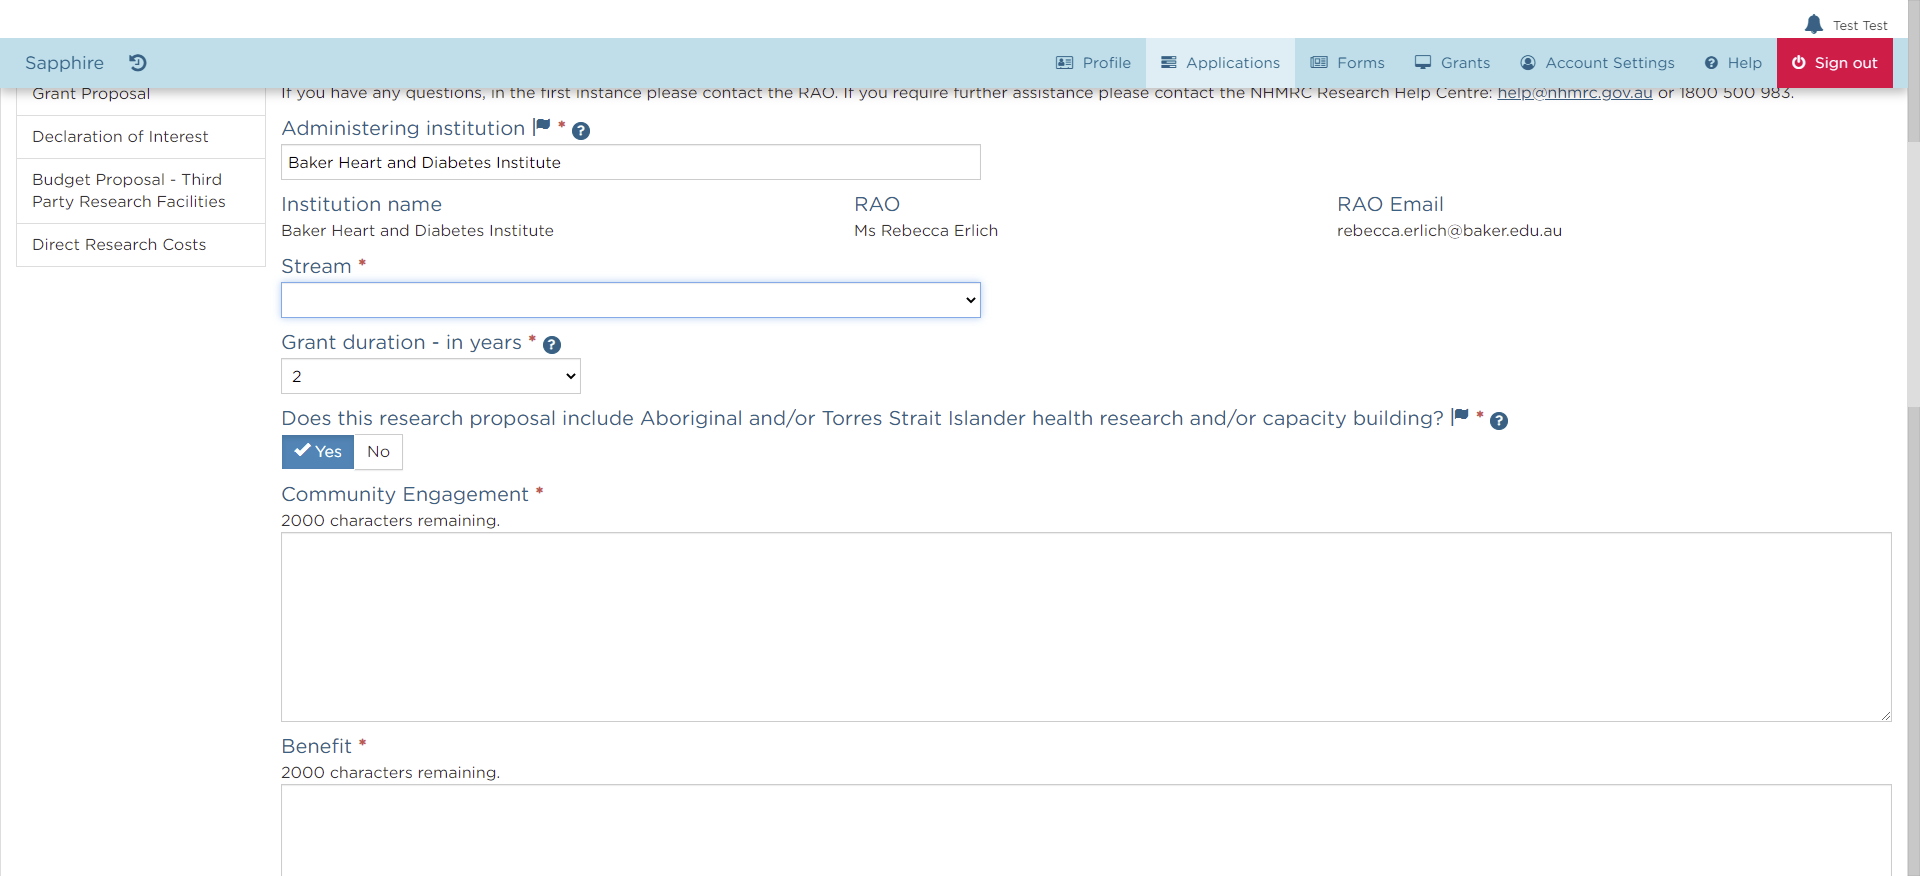 Test Test
Sapphire
Profile
Applications
Forms
Grants
Account Settings
Help
Sign out
Grant Proposal
Declaration of Interest
Budget Proposal - Third
Party Research Facilities
Direct Research Costs
If you have any questions, in the first instance please contact the RAO. If you require further assistance please contact the NHMRC Research Help Centre: help@nhmrc.gov.au or 1800 500 983.
Administering institution * ?
Baker Heart and Diabetes Institute
Institution name
Baker Heart and Diabetes Institute
RAO
Ms Rebecca Erlich
RAO Email
rebecca.erlich@baker.edu.au
Stream *
Grant duration - in years * ?
2
Does this research proposal include Aboriginal and/or Torres Strait Islander health research and/or capacity building? * ?
Yes
No
Community Engagement *
2000 characters remaining.
Benefit *
2000 characters remaining.